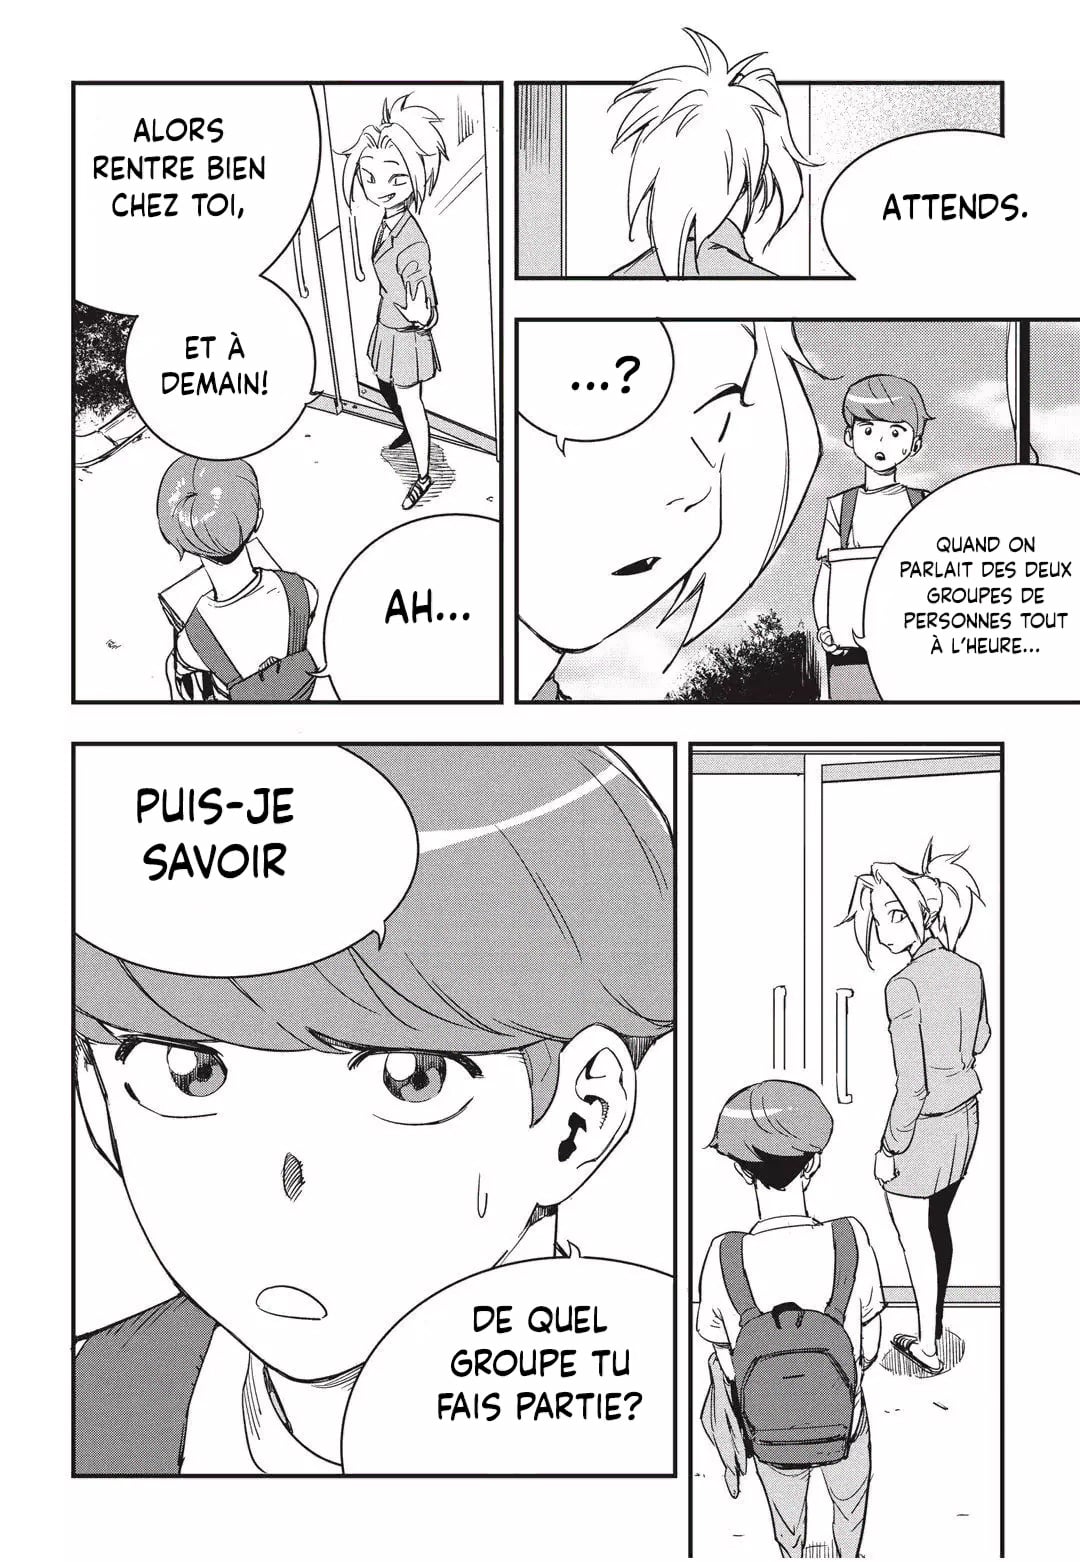 ALORS
RENTRE BIEN
CHEZ TOI,
ET À
DEMAIN!
AH...
ATTENDS.
...?
QUAND ON
PARLAIT DES DEUX
GROUPES DE
PERSONNES TOUT
À L'HEURE...
PUIS-JE
SAVOIR
DE QUEL
GROUPE TU
FAIS PARTIE?